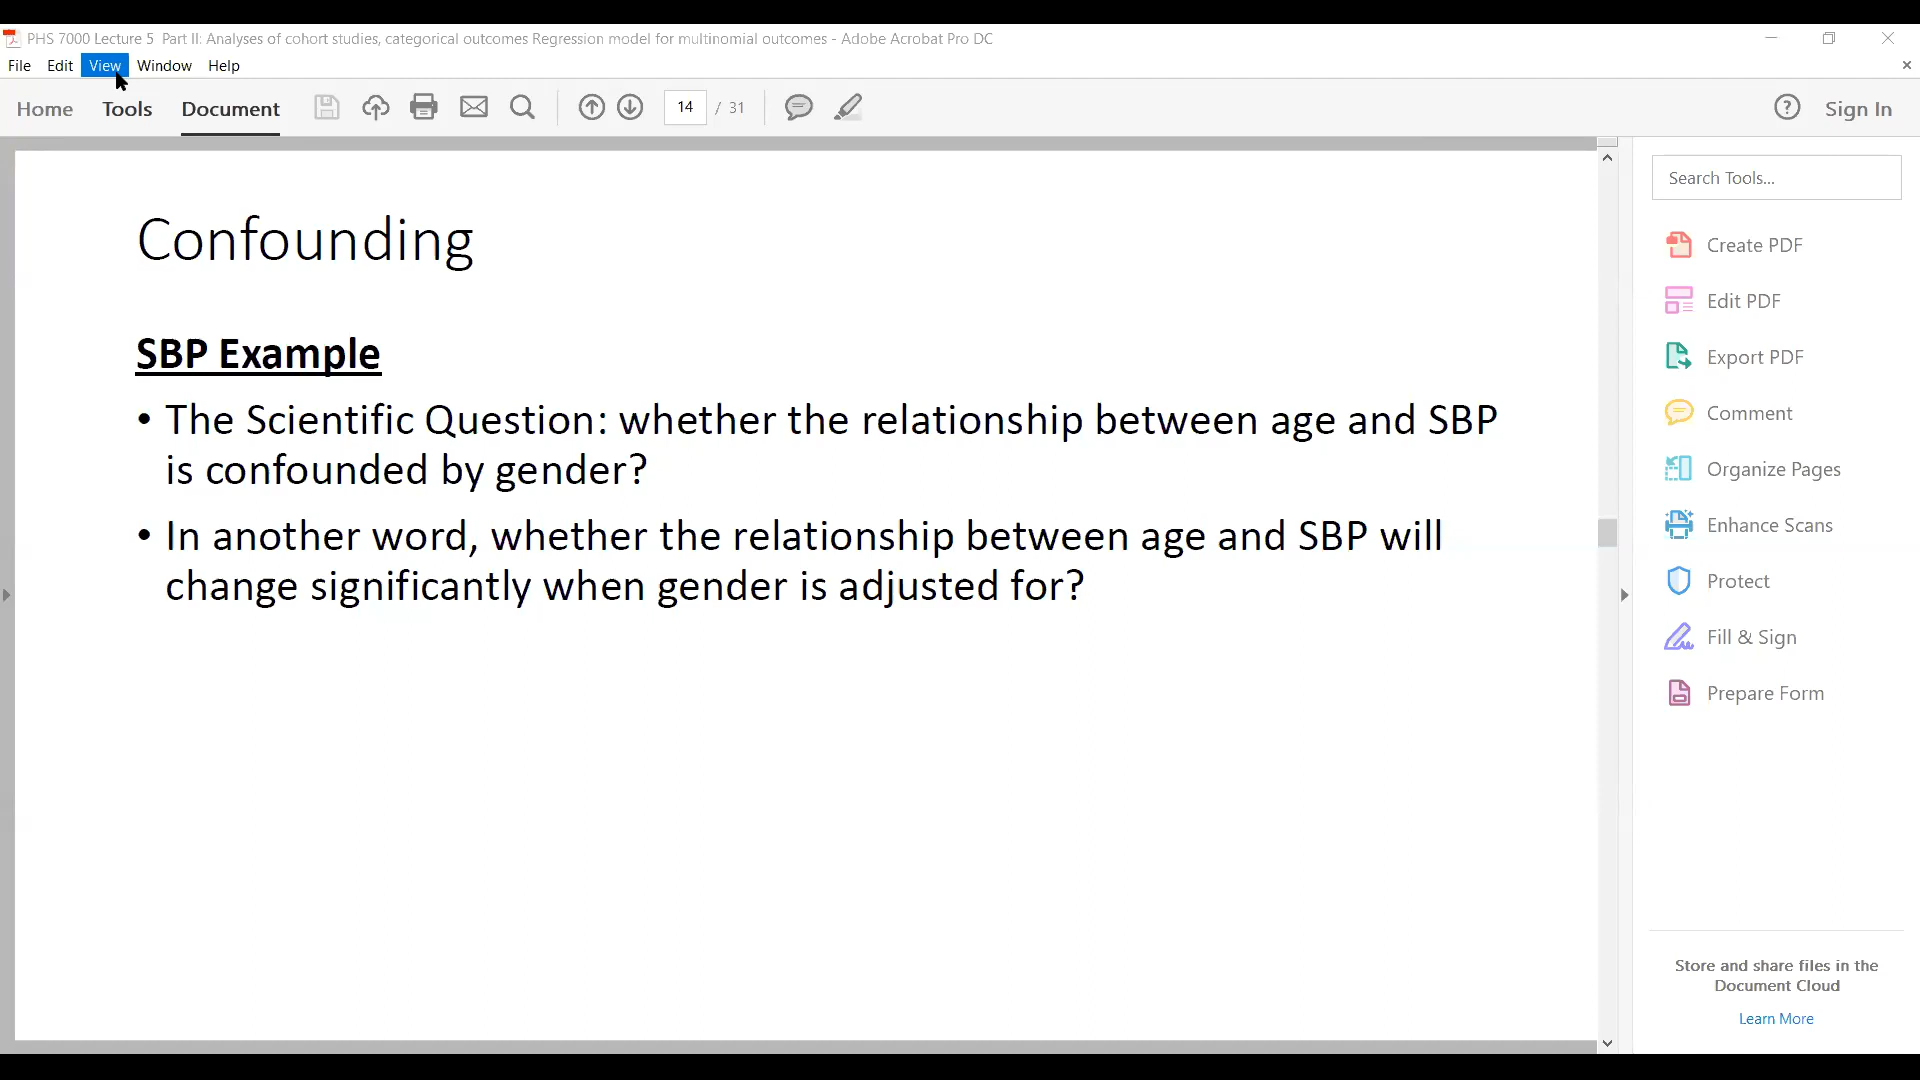 PHS 7000 Lecture 5 Part II: Analyses of cohort studies, categorical outcomes Regression model for multinomial outcomes - Adobe Acrobat Pro DC
File Edit View Window Help
Home Tools Document 14 / 31 Sign In
Search Tools...
Confounding
SBP Example
• The Scientific Question: whether the relationship between age and SBP
is confounded by gender?
• In another word, whether the relationship between age and SBP will
change significantly when gender is adjusted for?
Create PDF
Edit PDF
Export PDF
Comment
Organize Pages
Enhance Scans
Protect
Fill & Sign
Prepare Form
Store and share files in the
Document Cloud
Learn More